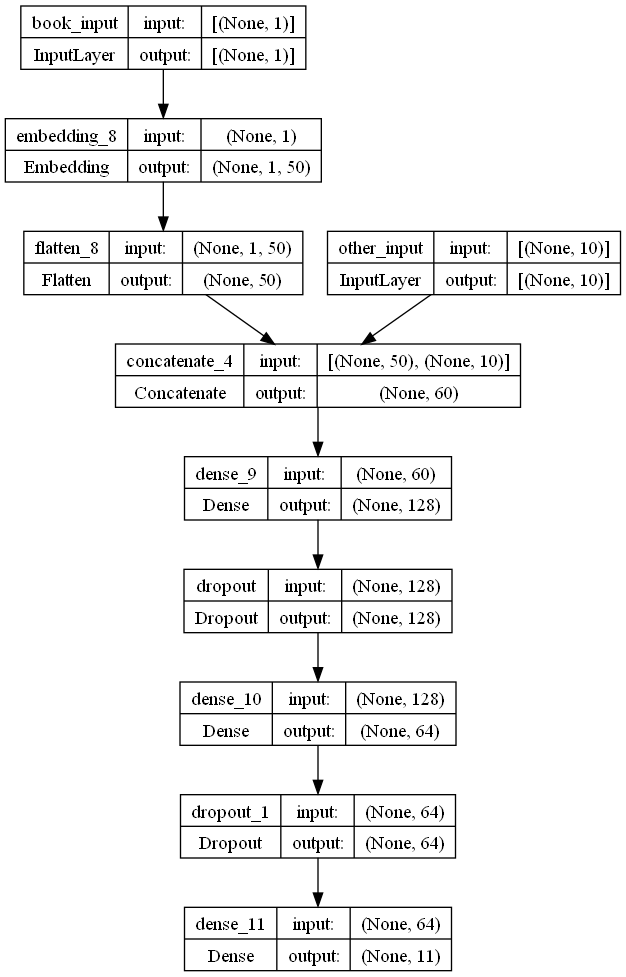 book_input input: [(None, 1)]
InputLayer output: [(None, 1)]
embedding_8 input: (None, 1)
Embedding output: (None, 1, 50)
flatten_8 input: (None, 1, 50)
Flatten output: (None, 50)
other_input input: [(None, 10)]
InputLayer output: [(None, 10)]
concatenate_4 input: [(None, 50), (None, 10)]
Concatenate output: (None, 60)
dense_9 input: (None, 60)
Dense output: (None, 128)
dropout input: (None, 128)
Dropout output: (None, 128)
dense_10 input: (None, 128)
Dense output: (None, 64)
dropout_1 input: (None, 64)
Dropout output: (None, 64)
dense_11 input: (None, 64)
Dense output: (None, 11)